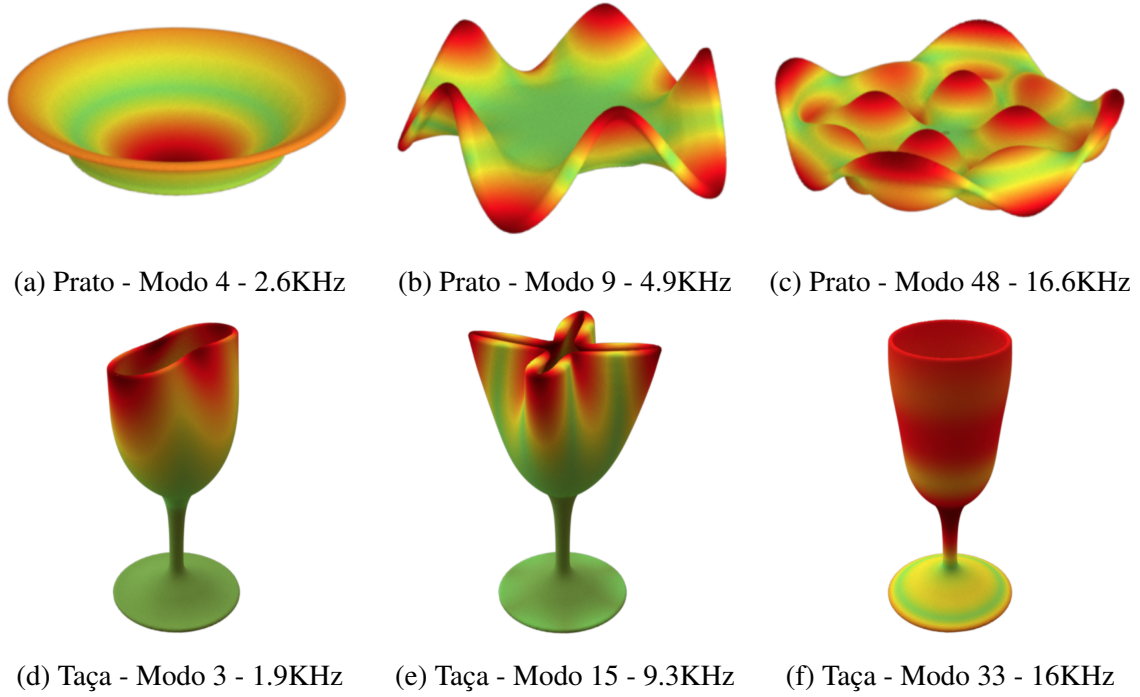 (a) Prato - Modo 4 - 2.6KHz
(b) Prato - Modo 9 - 4.9KHz
(c) Prato - Modo 48 - 16.6KHz
(d) Taça - Modo 3 - 1.9KHz
(e) Taça - Modo 15 - 9.3KHz
(f) Taça - Modo 33 - 16KHz